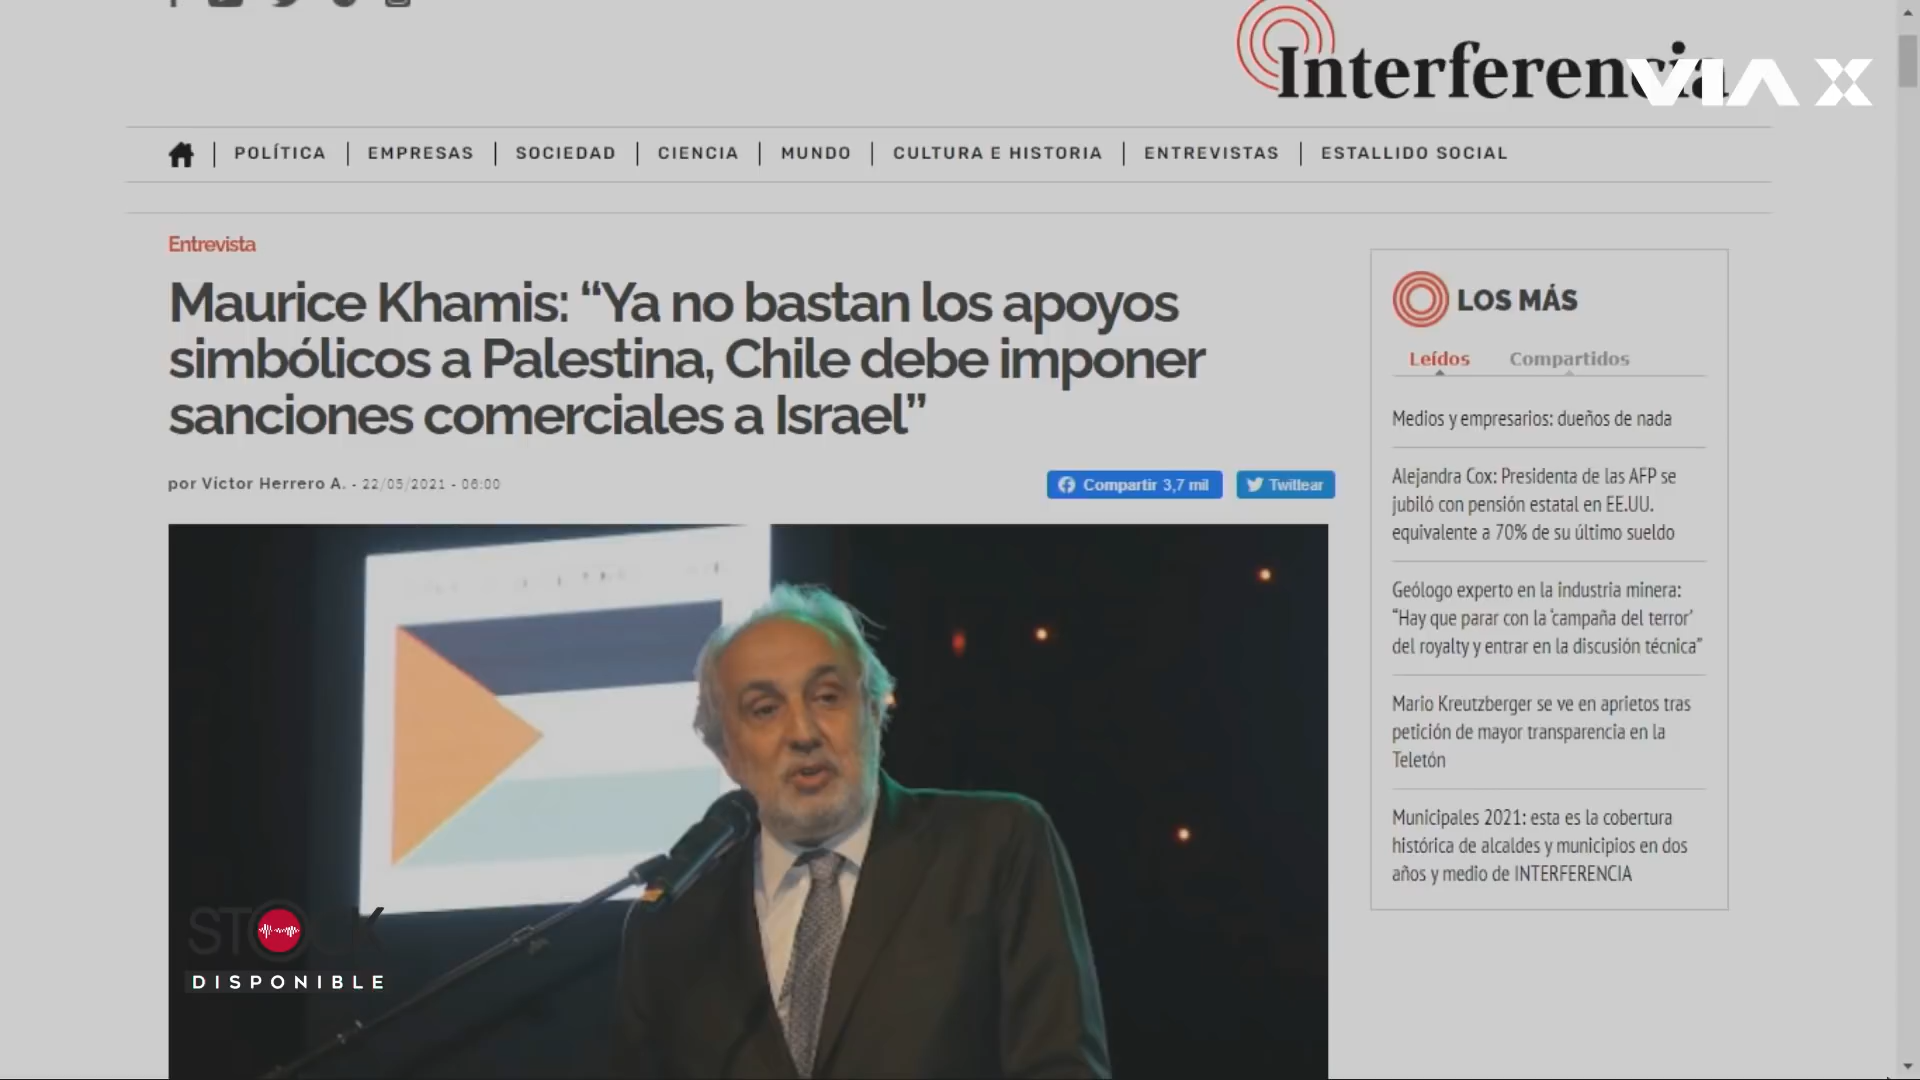 Interferencia
VIA X
POLÍTICA
EMPRESAS
SOCIEDAD
CIENCIA
MUNDO
CULTURA E HISTORIA
ENTREVISTAS
ESTALLIDO SOCIAL
Entrevista
Maurice Khamis: “Ya no bastan los apoyos
simbólicos a Palestina, Chile debe imponer
sanciones comerciales a Israel”
por Víctor Herrero A. - 22/05/2021 - 06:00
Compartir 3,7 mil
Twittear
LOS MÁS
Leídos
Compartidos
Medios y empresarios: dueños de nada
Alejandra Cox: Presidenta de las AFP se
jubiló con pensión estatal en EE.UU.
equivalente a 70% de su último sueldo
Geólogo experto en la industria minera:
“Hay que parar con la ‘campaña del terror’
del royalty y entrar en la discusión técnica”
Mario Kreutzberger se ve en aprietos tras
petición de mayor transparencia en la
Teletón
Municipales 2021: esta es la cobertura
histórica de alcaldes y municipios en dos
años y medio de INTERFERENCIA
STOCK
DISPONIBLE